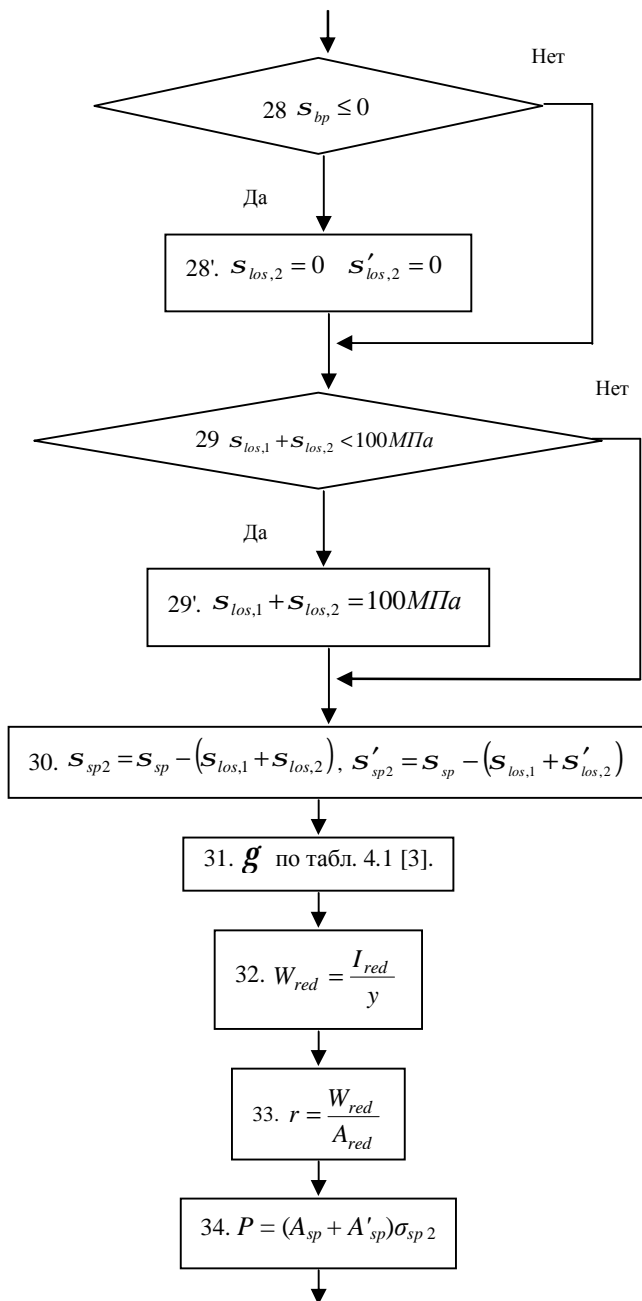 Нет
28 s_bp ≤ 0
Да
28'. s_los,2 = 0 s′_los,2 = 0
Нет
29 s_los,1 + s_los,2 < 100МПа
Да
29'. s_los,1 + s_los,2 = 100МПа
30. s_sp2 = s_sp − (s_los,1 + s_los,2), s′_sp2 = s_sp − (s_los,1 + s′_los,2)
31. g по табл. 4.1 [3].
32. W_red = I_red / y
33. r = W_red / A_red
34. P = (A_sp + A'_sp)σ_sp 2